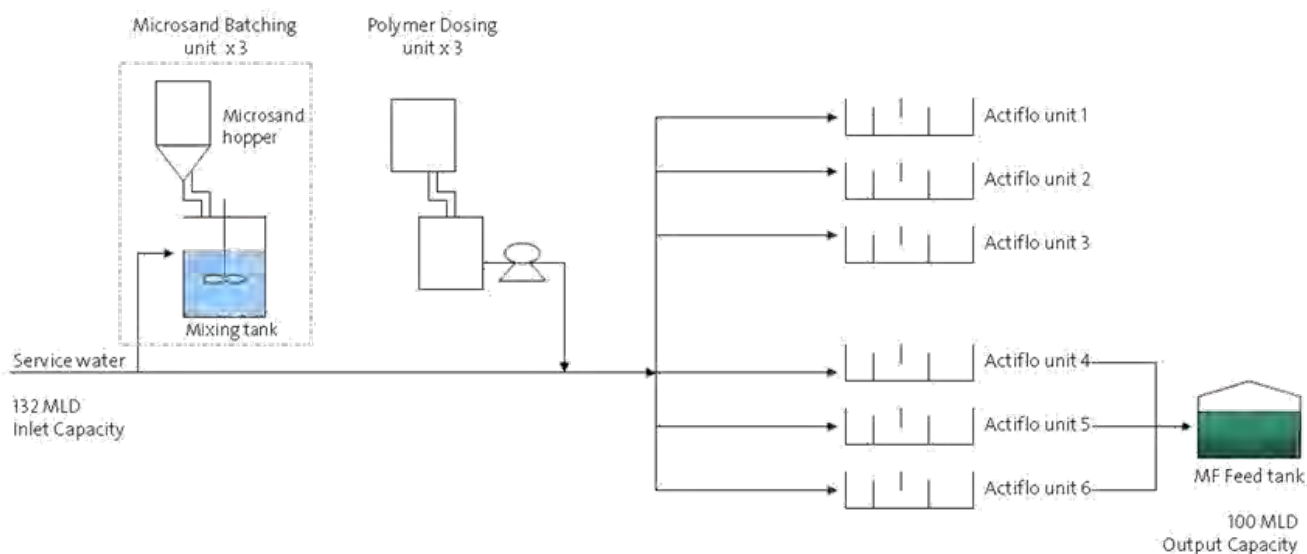 Microsand Batching
unit x 3
Polymer Dosing
unit x 3
Microsand
hopper
Mixing tank
Service water
132 MLD
Inlet Capacity
Actiflo unit 1
Actiflo unit 2
Actiflo unit 3
Actiflo unit 4
Actiflo unit 5
Actiflo unit 6
MF Feed tank
100 MLD
Output Capacity